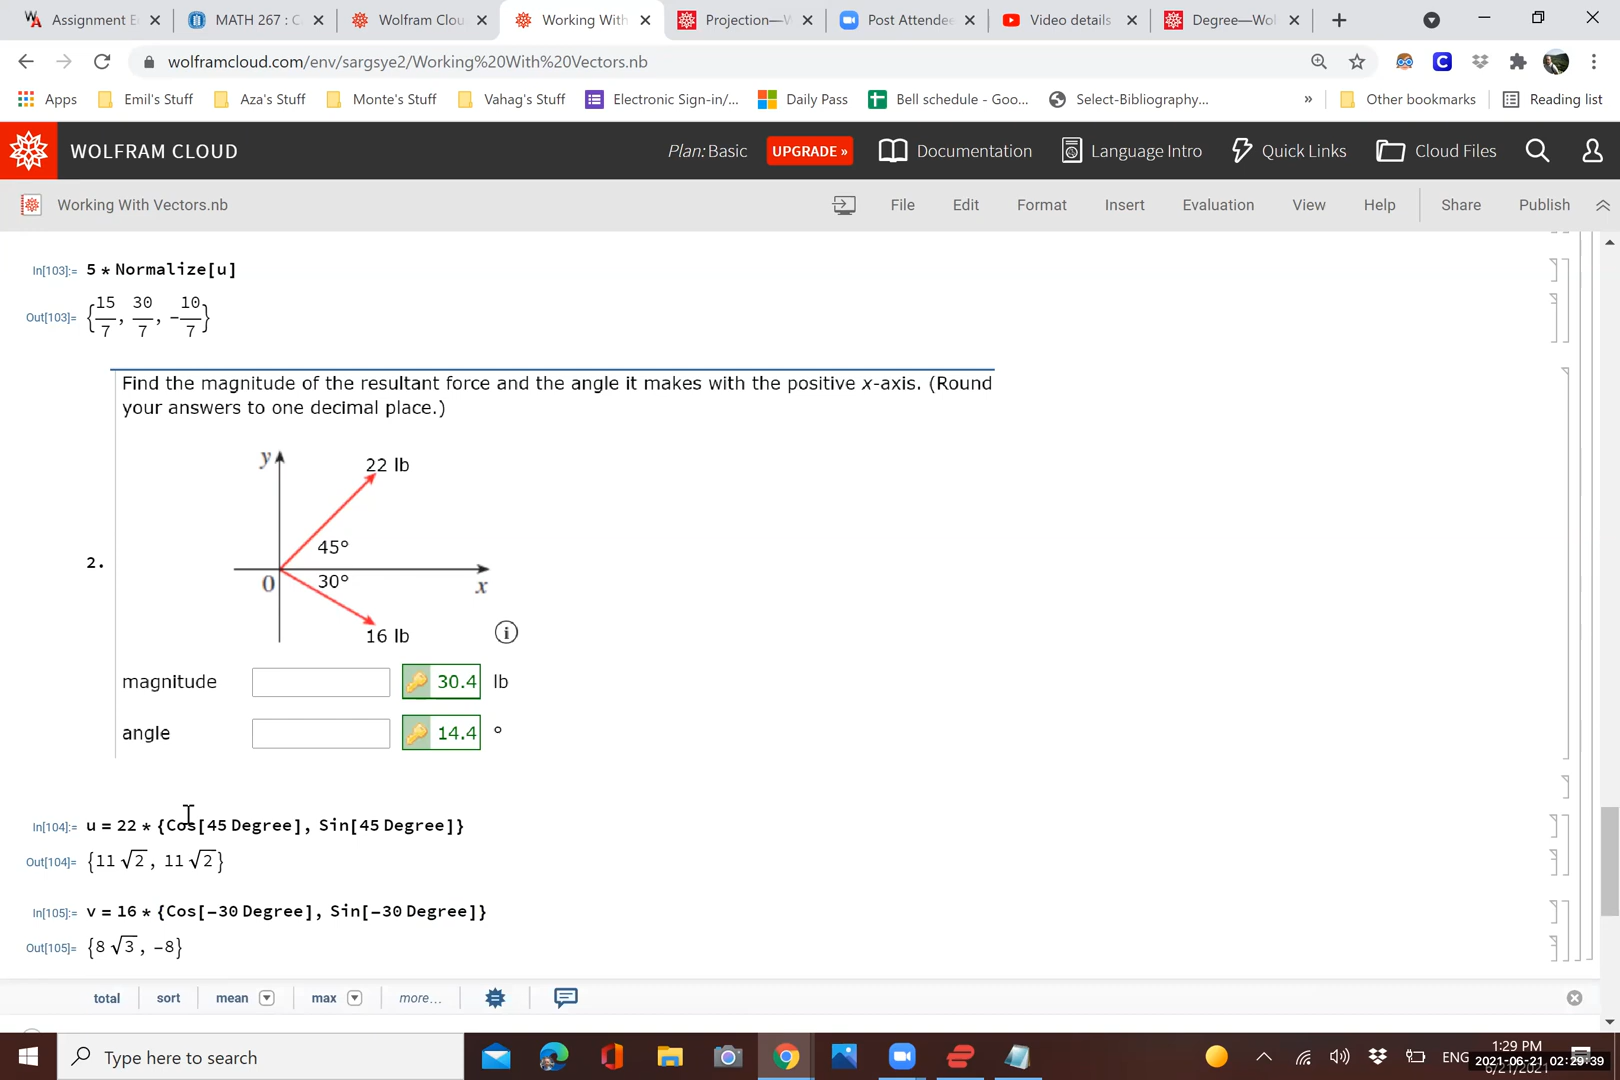 Assignment E
MATH 267 : C
Wolfram Clou
Working With
Projection—W
Post Attendee
Video details
Degree—Wol
wolframcloud.com/env/sargsye2/Working%20With%20Vectors.nb
Apps
Emil's Stuff
Aza's Stuff
Monte's Stuff
Vahag's Stuff
Electronic Sign-in/...
Daily Pass
Bell schedule - Goo...
Select-Bibliography...
»
Other bookmarks
Reading list
WOLFRAM CLOUD
Plan: Basic
UPGRADE »
Documentation
Language Intro
Quick Links
Cloud Files
Working With Vectors.nb
File
Edit
Format
Insert
Evaluation
View
Help
Share
Publish
In[103]:= 5 * Normalize[u]
Out[103]= {15/7, 30/7, -10/7}
Find the magnitude of the resultant force and the angle it makes with the positive x-axis. (Round
your answers to one decimal place.)
y
22 lb
45°
2.
0
30°
x
16 lb
i
magnitude 30.4 lb
angle 14.4 °
In[104]:= u = 22 * {Cos[45 Degree], Sin[45 Degree]}
Out[104]= {11 √2, 11 √2}
In[105]:= v = 16 * {Cos[-30 Degree], Sin[-30 Degree]}
Out[105]= {8 √3, -8}
total
sort
mean
max
more...
Type here to search
ENG
1:29 PM
2021-06-21 02:29:39